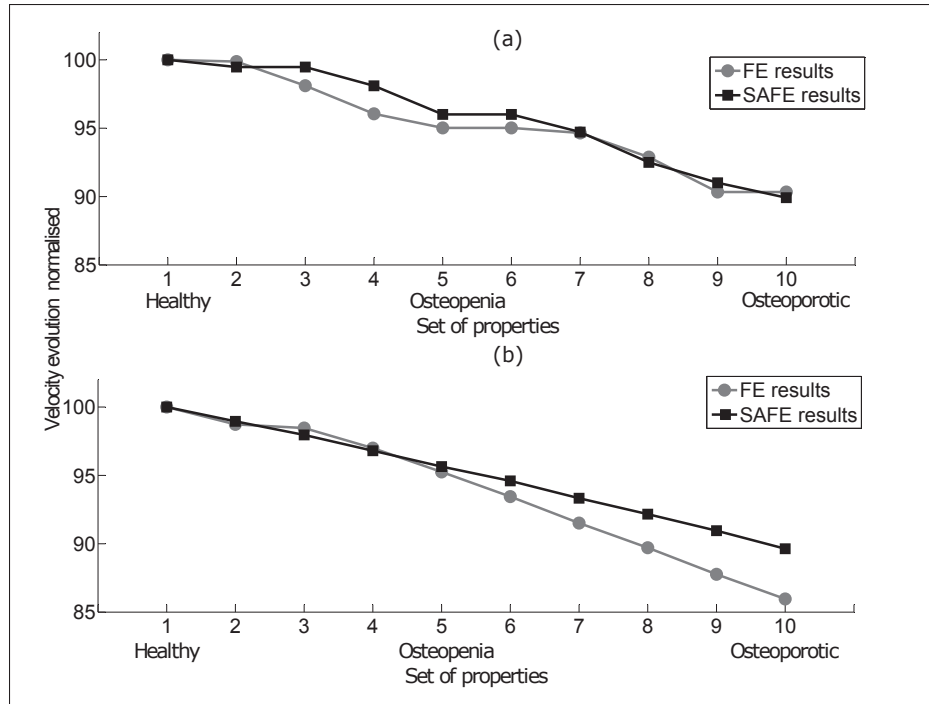 (a)
100
95
90
85
FE results
SAFE results
1 2 3 4 5 6 7 8 9 10
Healthy Osteopenia Osteoporotic
Set of properties
Velocity evolution normalised
(b)
100
95
90
85
FE results
SAFE results
1 2 3 4 5 6 7 8 9 10
Healthy Osteopenia Osteoporotic
Set of properties